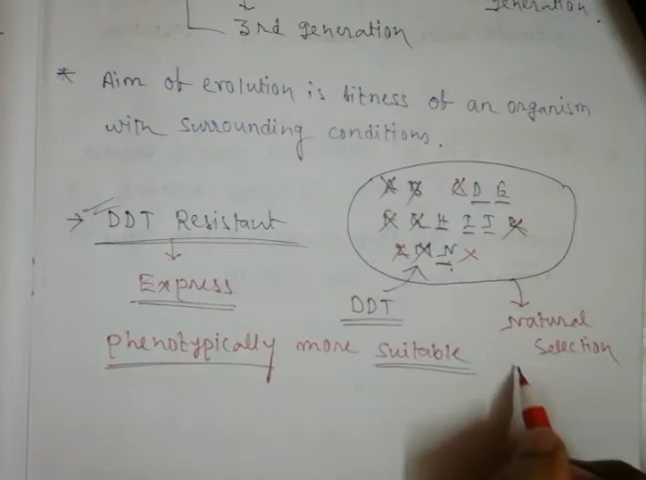 generation.
3rd generation
* Aim of evolution is fitness of an organism
with surrounding conditions.
→ DDT Resistant
D E
H I J
N
Express
DDT
Natural
Selection
phenotypically more suitable